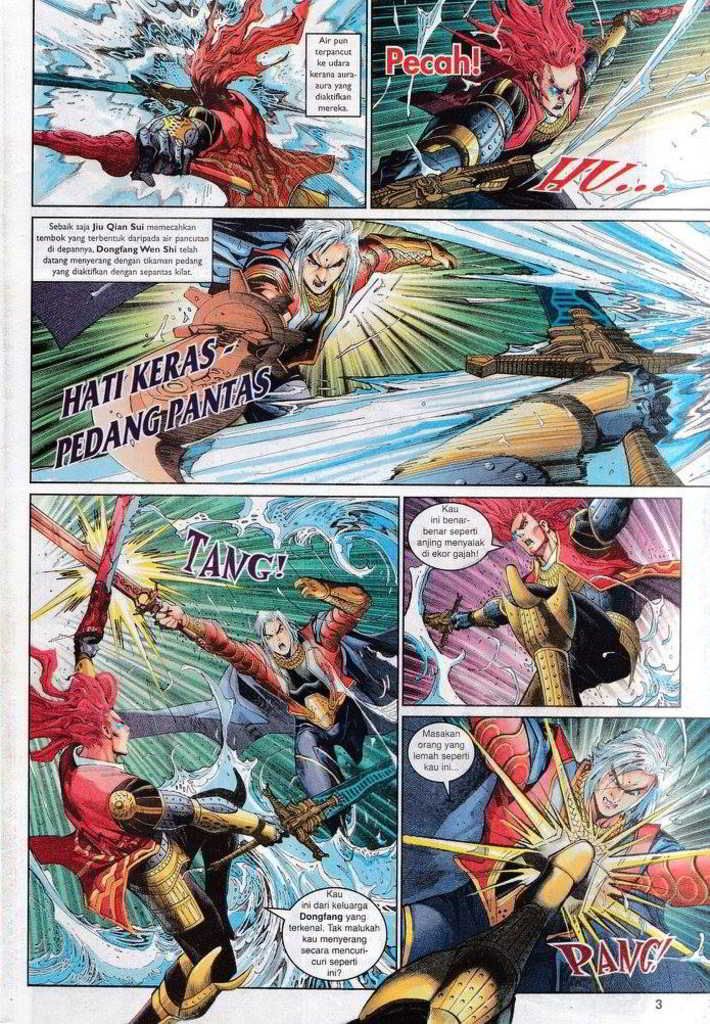 Air pun
terpancut ke
udara
kerana aura-
aura yang
diaktifkan
mereka.
Pecah!
HU...
Sebaik saja Jiu Qian Sui memecahkan
tembok yang terbentuk daripada air pancutan
di depannya, Dongfang Wen Shi telah
datang menyerang dengan tikaman pedang
yang diaktifkan dengan sepantas kilat.
HATI KERAS -
PEDANG PANTAS
TANG!
Kau
ini dari keluarga
Dongfang yang
terkenal. Tak malukah
kau menyerang
secara mencuri-
curi seperti
ini?
Kau
ini benar-
benar seperti
anjing menyalak
di ekor gajah!
Masakan
orang yang
lemah seperti
kau ini...
PANG!
3